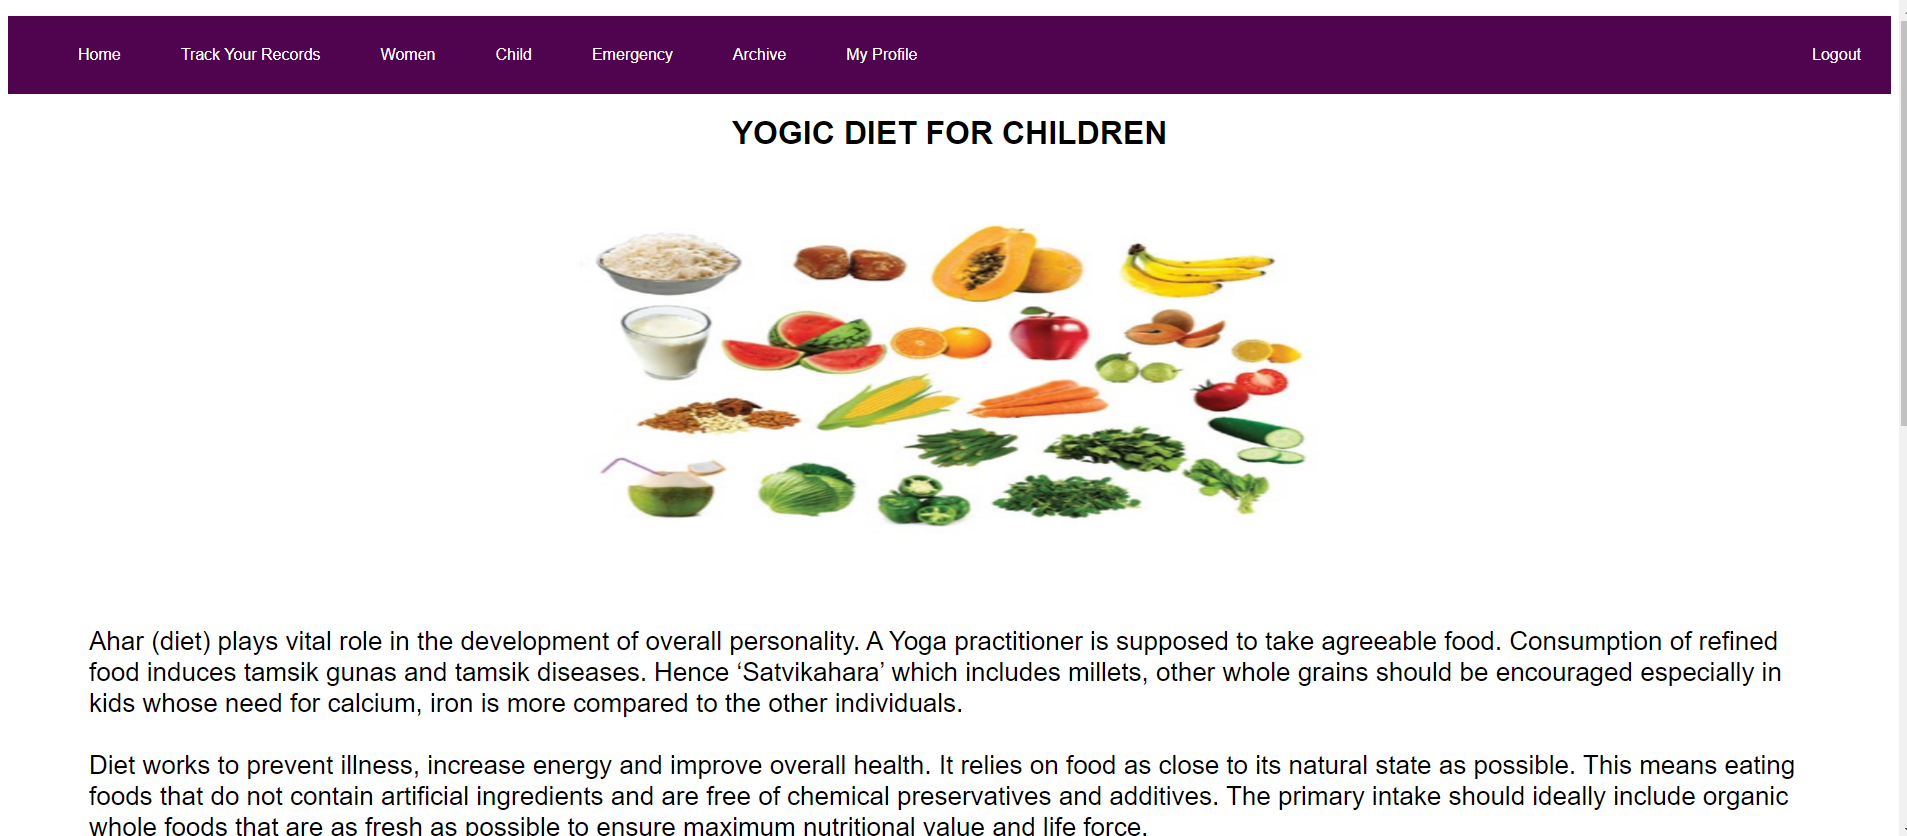 Home Track Your Records Women Child Emergency Archive My Profile Logout
YOGIC DIET FOR CHILDREN
Ahar (diet) plays vital role in the development of overall personality. A Yoga practitioner is supposed to take agreeable food. Consumption of refined
food induces tamsik gunas and tamsik diseases. Hence ‘Satvikahara’ which includes millets, other whole grains should be encouraged especially in
kids whose need for calcium, iron is more compared to the other individuals.
Diet works to prevent illness, increase energy and improve overall health. It relies on food as close to its natural state as possible. This means eating
foods that do not contain artificial ingredients and are free of chemical preservatives and additives. The primary intake should ideally include organic
whole foods that are as fresh as possible to ensure maximum nutritional value and life force.